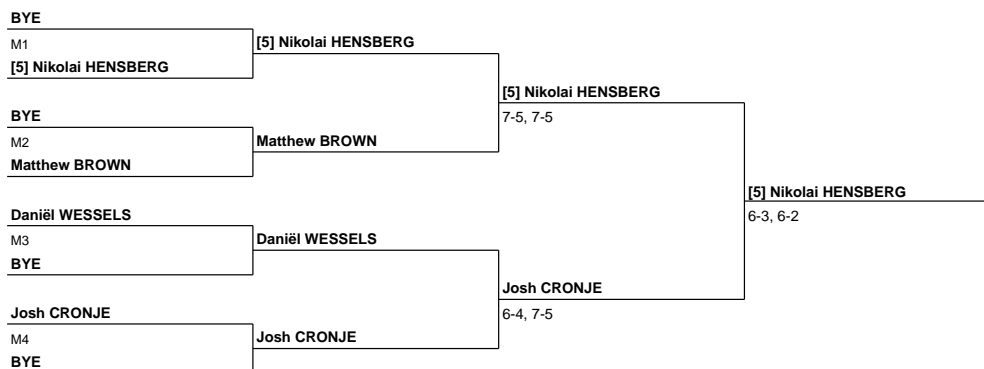 BYE
M1
[5] Nikolai HENSBERG
[5] Nikolai HENSBERG
BYE
M2
Matthew BROWN
Matthew BROWN
[5] Nikolai HENSBERG
7-5, 7-5
Daniël WESSELS
M3
BYE
Daniël WESSELS
Josh CRONJE
M4
BYE
Josh CRONJE
Josh CRONJE
6-4, 7-5
[5] Nikolai HENSBERG
6-3, 6-2